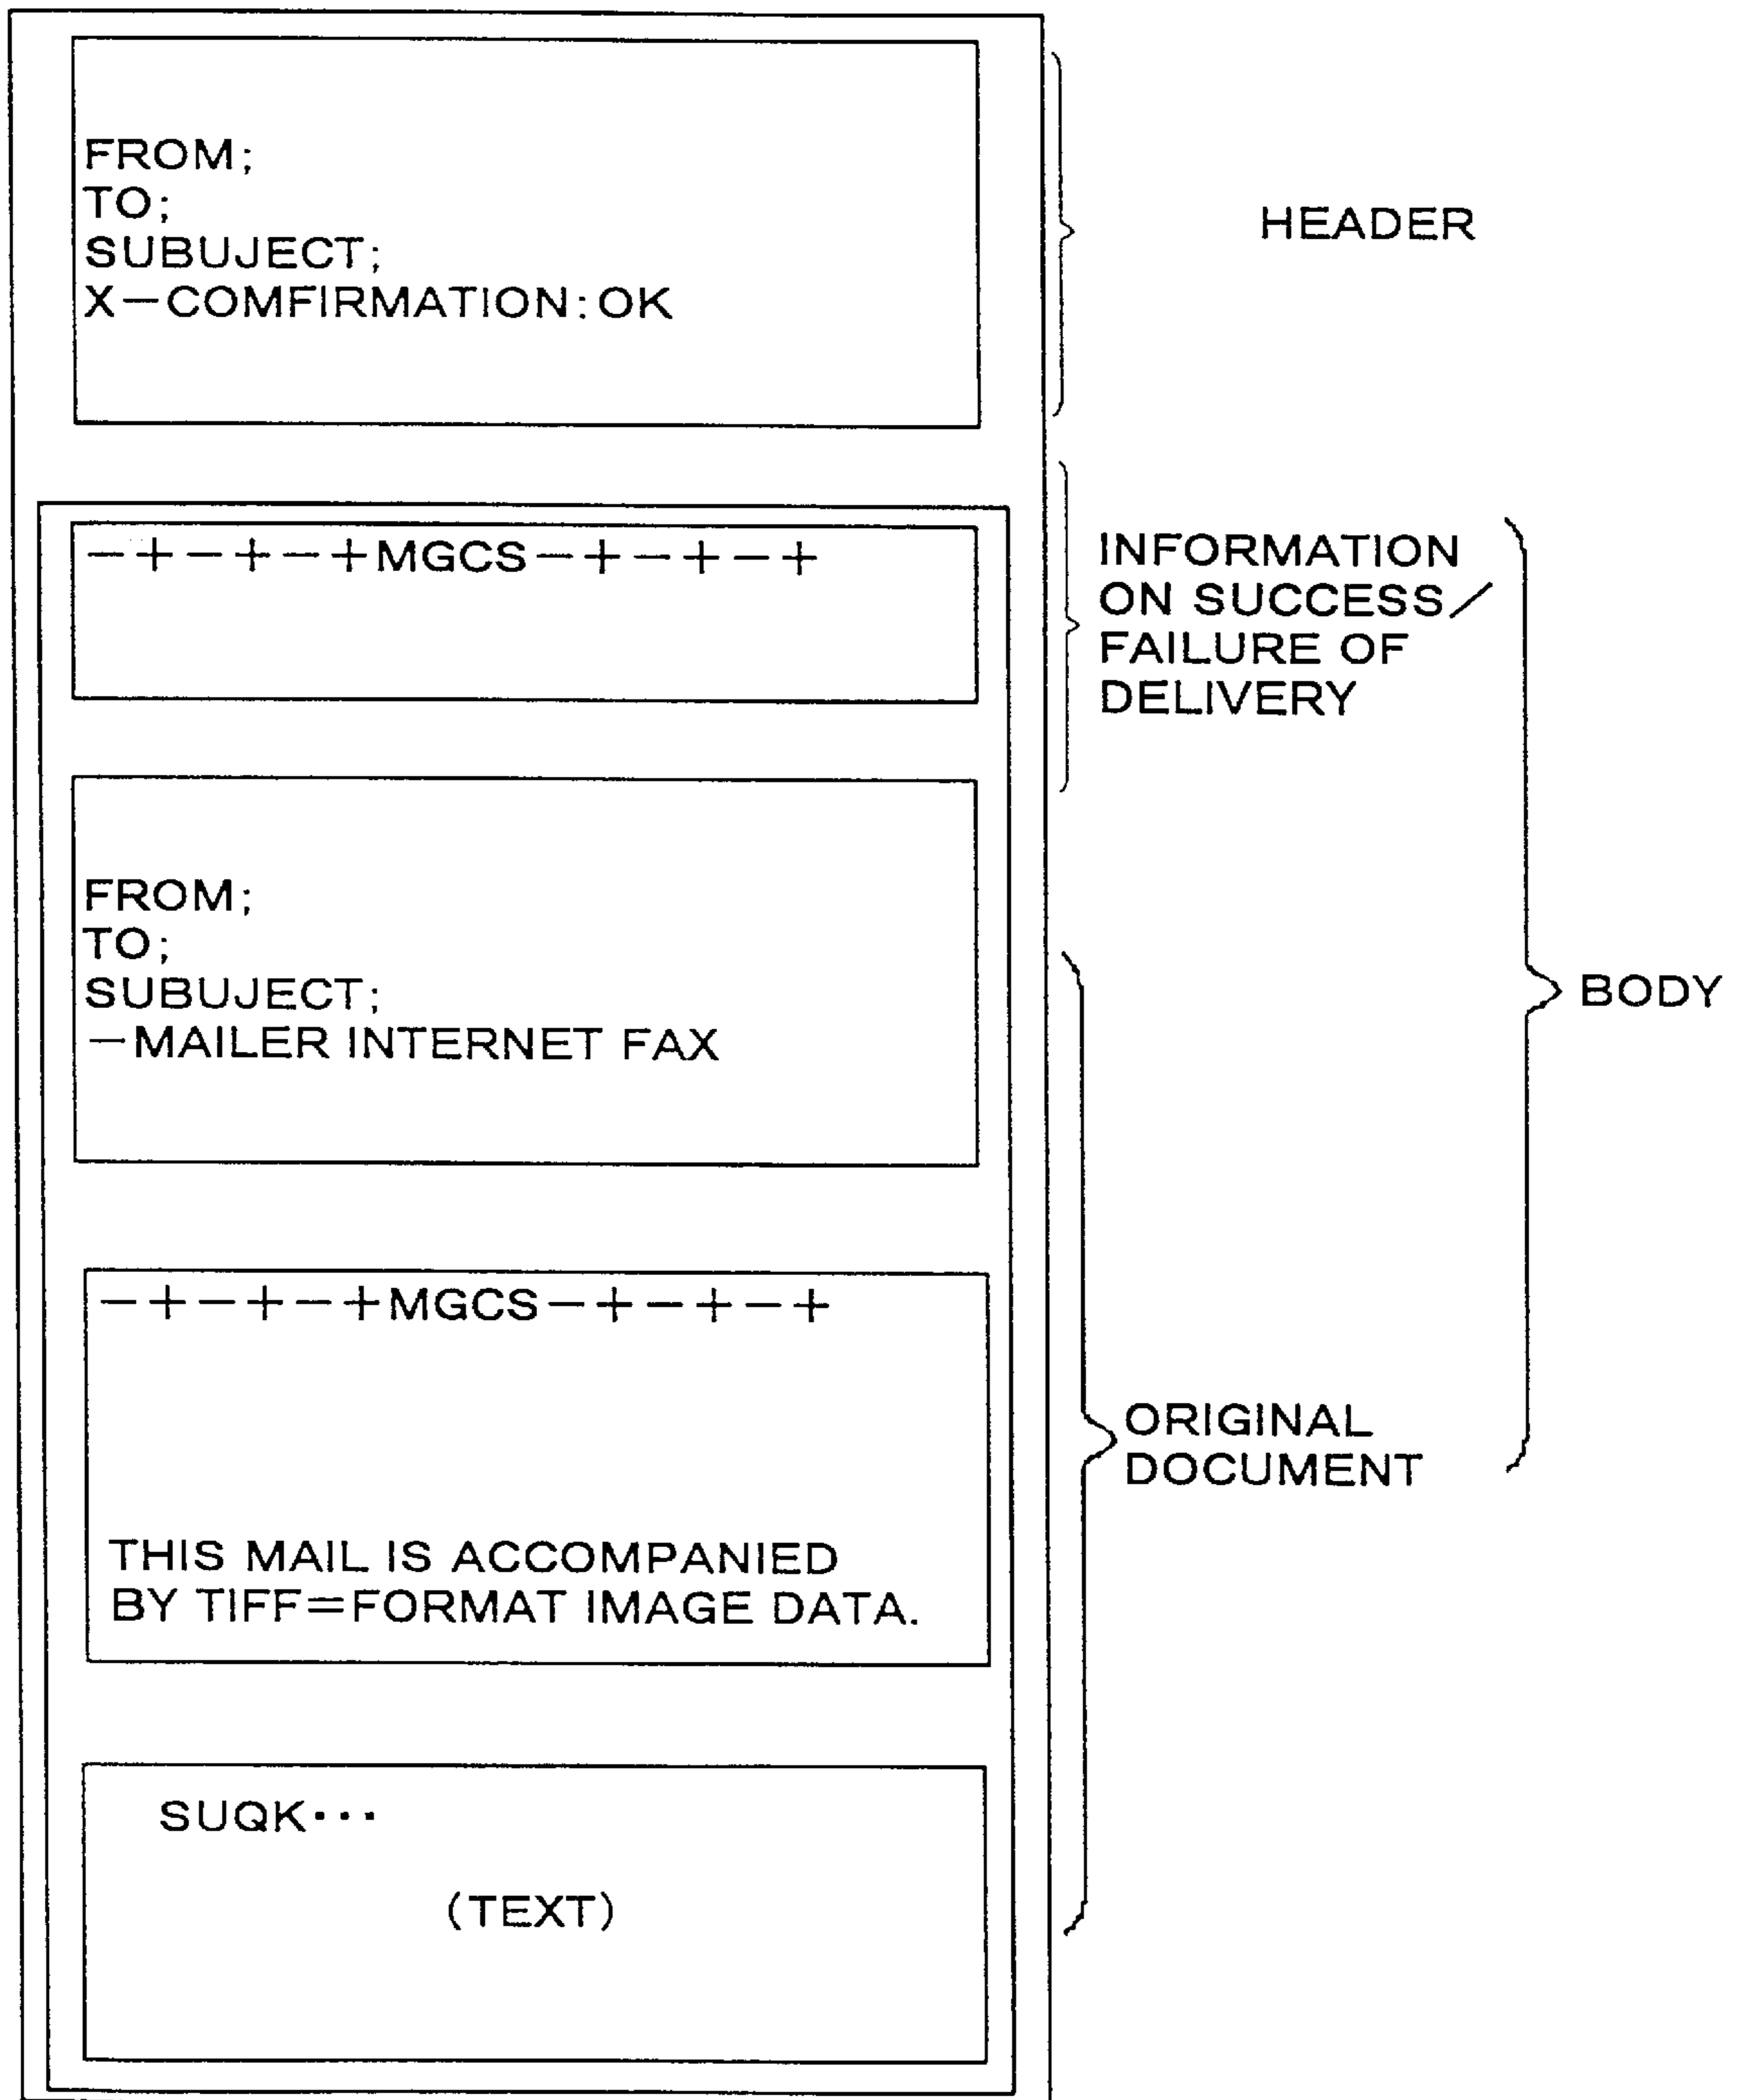 FROM;
TO;
SUBUJECT;
X-COMFIRMATION:OK
HEADER
-+-+-+MGCS-+-+-+
INFORMATION
ON SUCCESS/
FAILURE OF
DELIVERY
FROM;
TO;
SUBUJECT;
-MAILER INTERNET FAX
BODY
-+-+-+MGCS-+-+-+
THIS MAIL IS ACCOMPANIED
BY TIFF=FORMAT IMAGE DATA.
ORIGINAL
DOCUMENT
SUQK···
(TEXT)